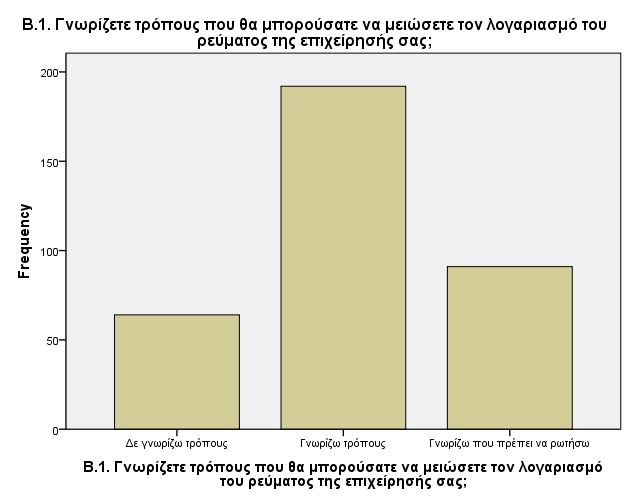 Β.1. Γνωρίζετε τρόπους που θα μπορούσατε να μειώσετε τον λογαριασμό του
ρεύματος της επιχείρησής σας;
Frequency
200
150
100
50
0
Δε γνωρίζω τρόπους
Γνωρίζω τρόπους
Γνωρίζω που πρέπει να ρωτήσω
Β.1. Γνωρίζετε τρόπους που θα μπορούσατε να μειώσετε τον λογαριασμό
του ρεύματος της επιχείρησής σας;